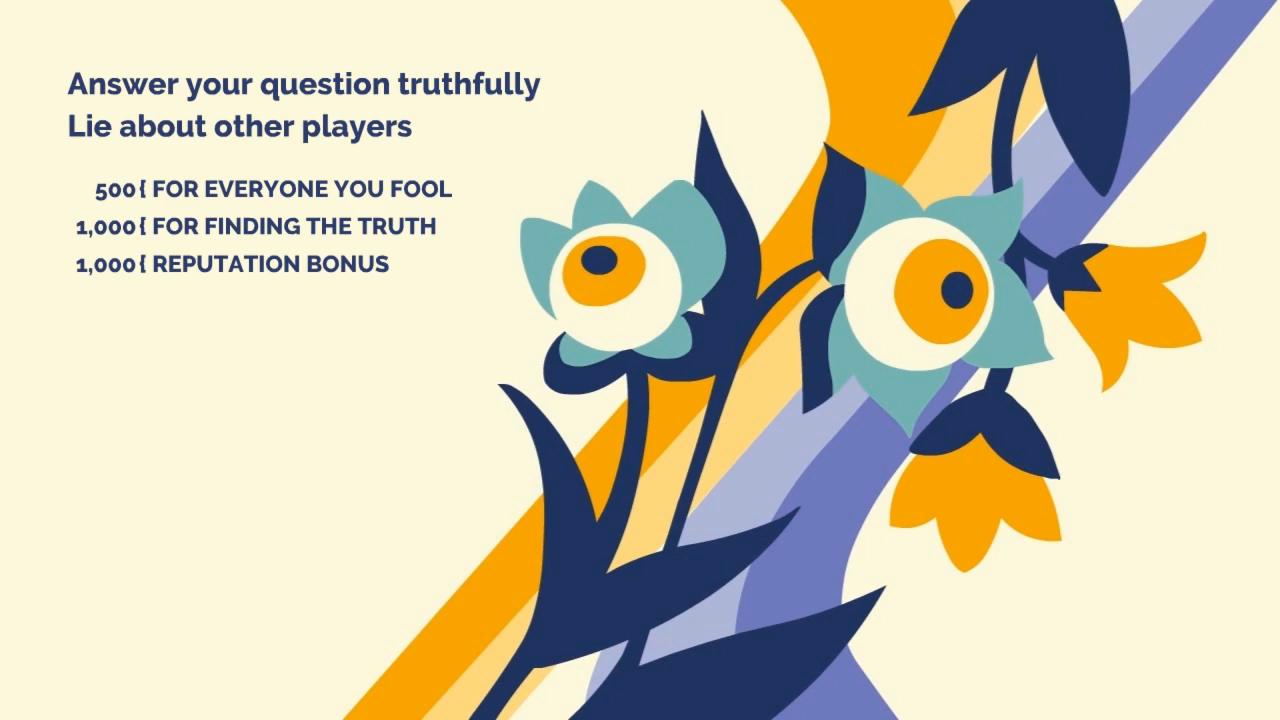 Answer your question truthfully
Lie about other players
500{ FOR EVERYONE YOU FOOL
1,000{ FOR FINDING THE TRUTH
1,000{ REPUTATION BONUS